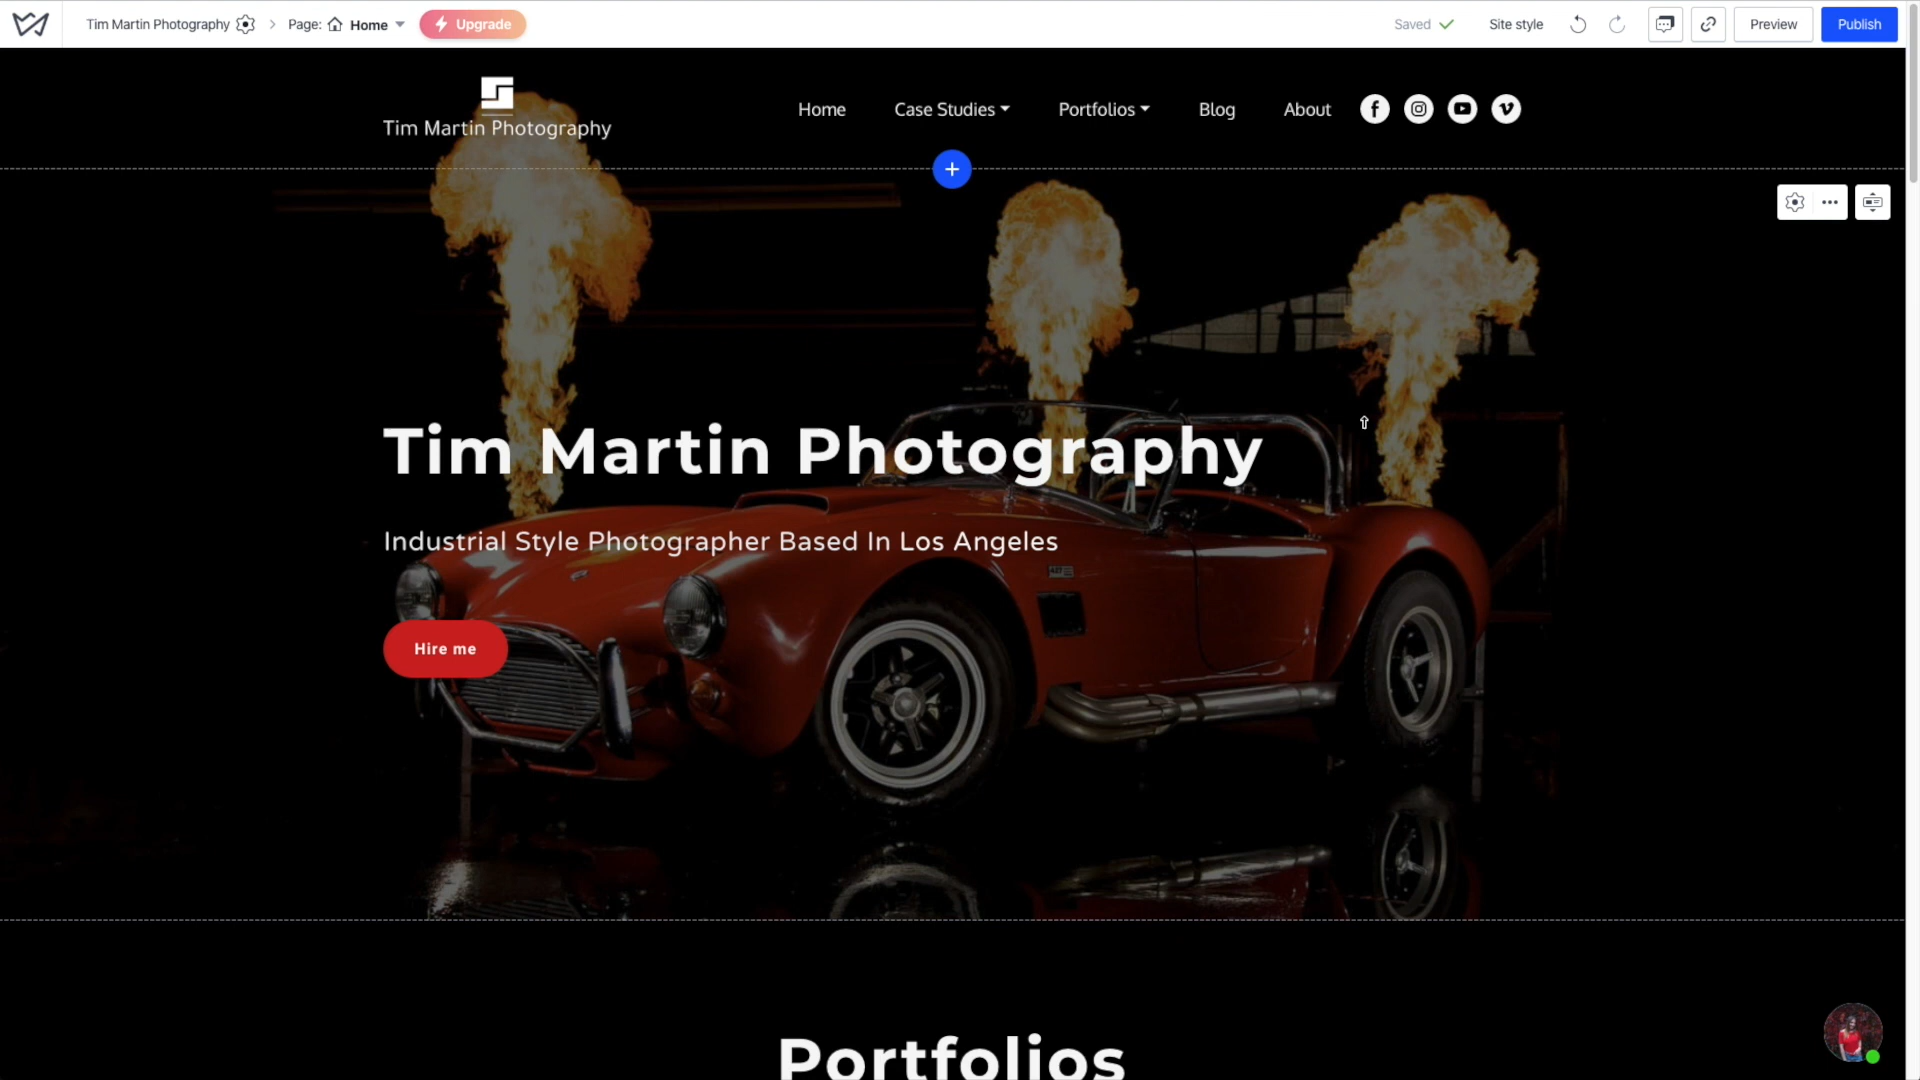 Tim Martin Photography
Page: Home
Upgrade
Saved
Site style
Preview
Publish
Tim Martin Photography
Home
Case Studies
Portfolios
Blog
About
Tim Martin Photography
Industrial Style Photographer Based In Los Angeles
427
Hire me
Portfolios